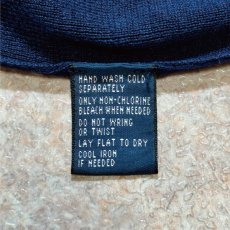 HAND WASH COLD
SEPARATELY
ONLY NON-CHLORINE
BLEACH WHEN NEEDED
DO NOT WRING
OR TWIST
LAY FLAT TO DRY
COOL IRON
IF NEEDED